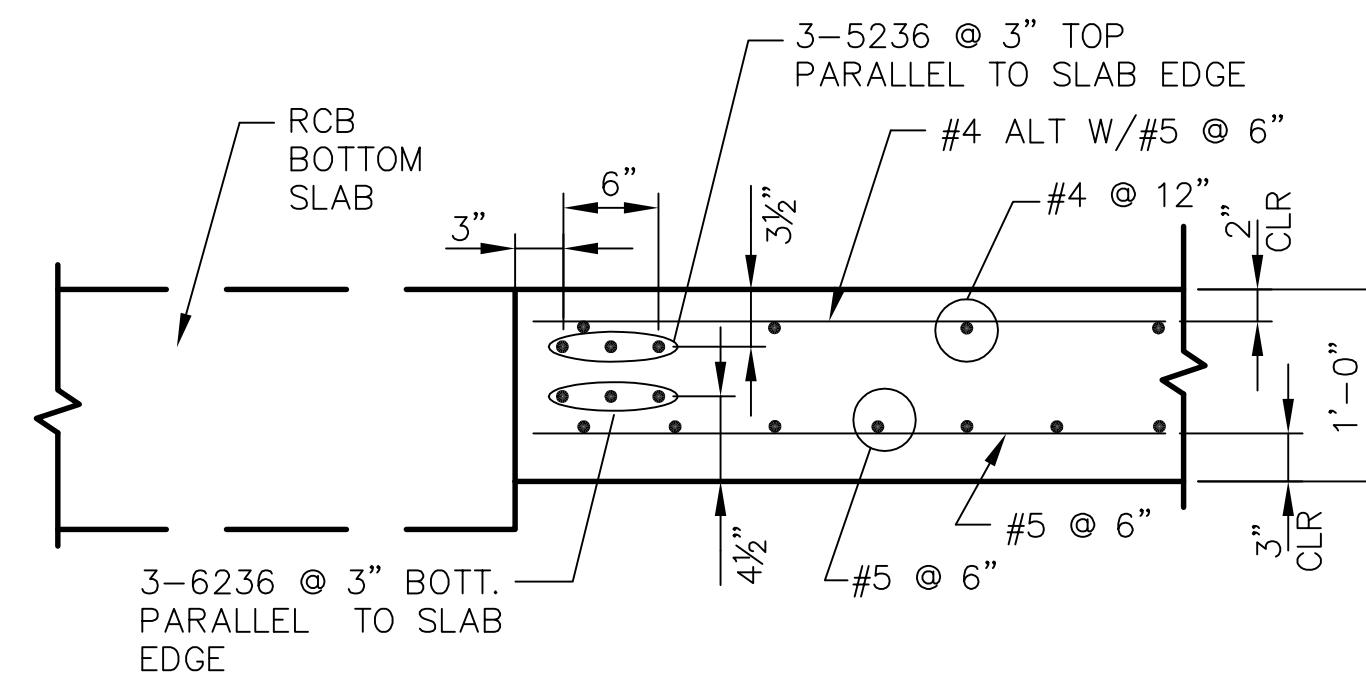 3-5236 @ 3" TOP
PARALLEL TO SLAB EDGE
RCB
BOTTOM
SLAB
#4 ALT W/#5 @ 6"
6"
#4 @ 12"
3"
3½"
2"
CLR
1'-0"
#5 @ 6"
3"
CLR
4½"
#5 @ 6"
3-6236 @ 3" BOTT.
PARALLEL TO SLAB
EDGE